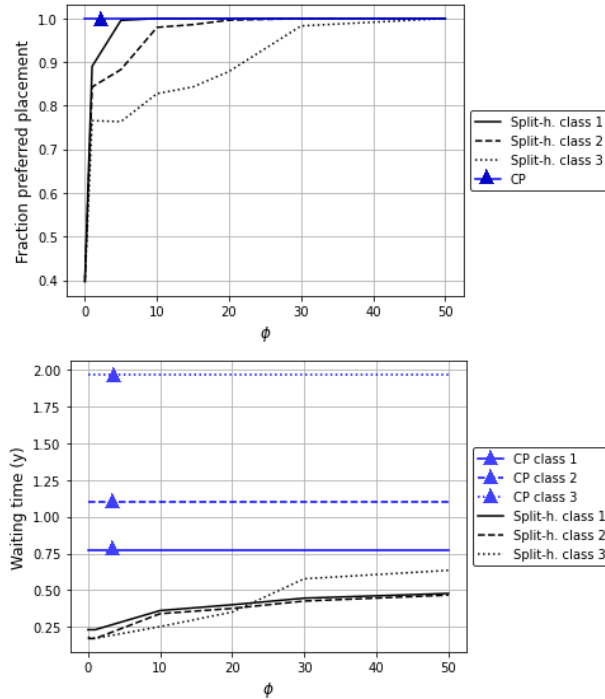 1.0
0.9
0.8
0.7
0.6
0.5
0.4
Fraction preferred placement
0 10 20 30 40 50
ϕ
Split-h. class 1
Split-h. class 2
Split-h. class 3
CP
2.00
1.75
1.50
1.25
1.00
0.75
0.50
0.25
Waiting time (y)
0 10 20 30 40 50
ϕ
CP class 1
CP class 2
CP class 3
Split-h. class 1
Split-h. class 2
Split-h. class 3